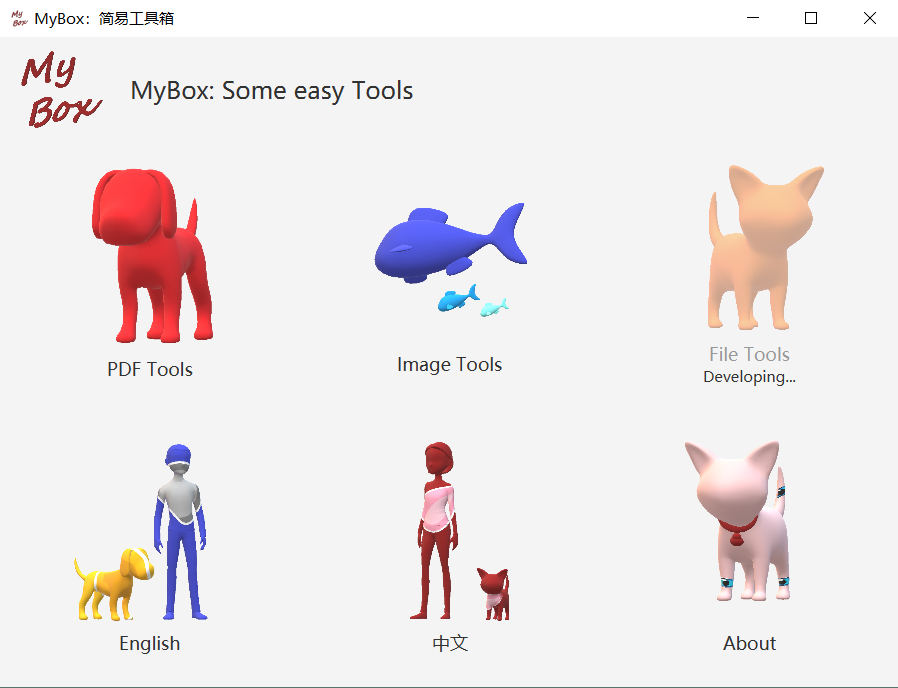 My Box
MyBox：简易工具箱
My
Box
MyBox: Some easy Tools
PDF Tools
Image Tools
File Tools
Developing...
English
中文
About